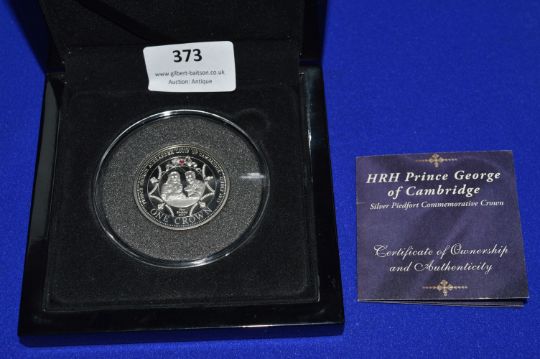 373
www.gilbert-baitson.co.uk
Auction: Antique
ONE CROWN
HRH Prince George
of Cambridge
Silver Piedfort Commemorative Crown
Certificate of Ownership
and Authenticity